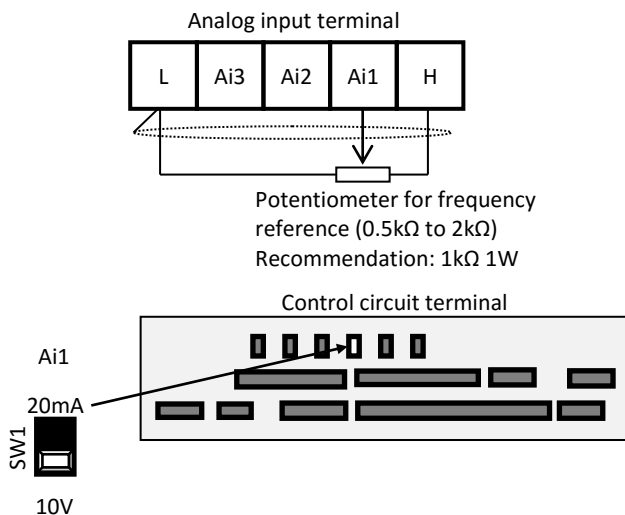 Analog input terminal
L Ai3 Ai2 Ai1 H
Potentiometer for frequency
reference (0.5kΩ to 2kΩ)
Recommendation: 1kΩ 1W
Control circuit terminal
Ai1
20mA
SW1
10V